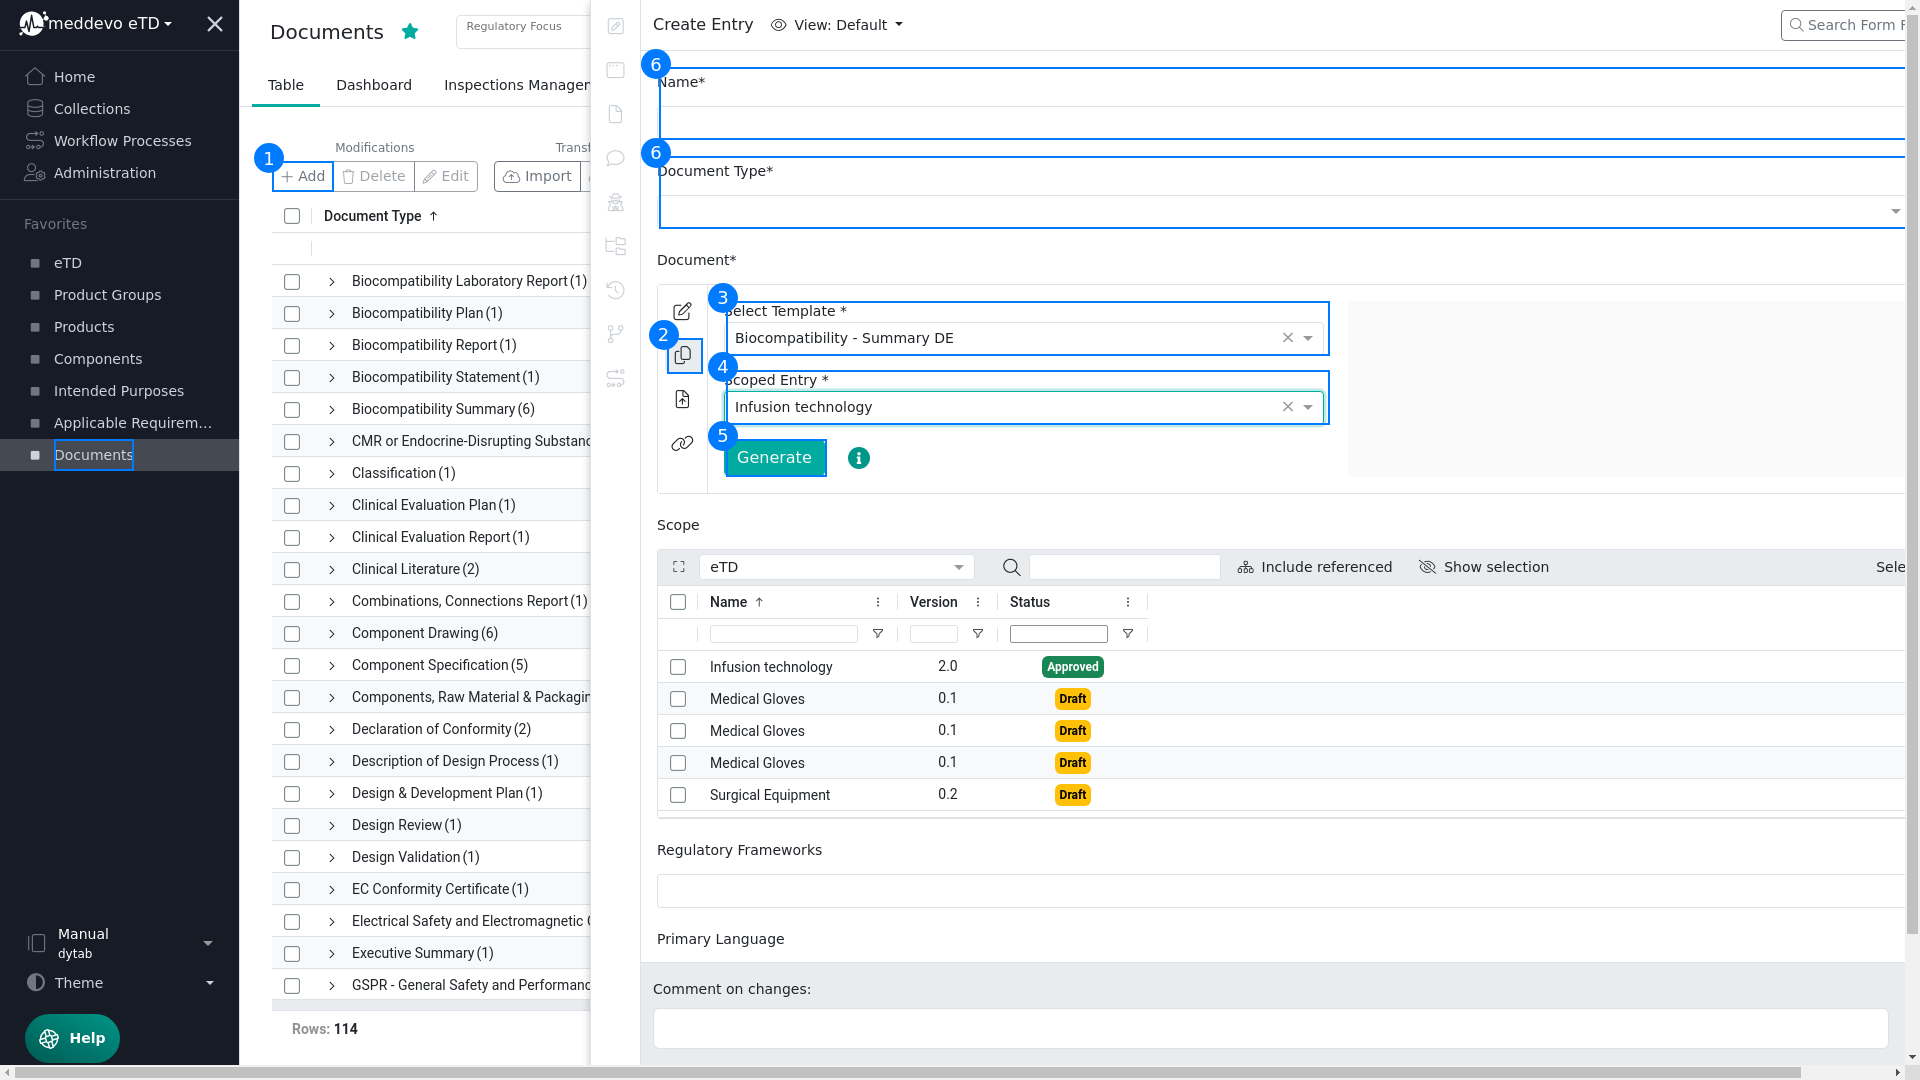 meddevo eTD
Home
Collections
Workflow Processes
Administration
Favorites
eTD
Product Groups
Products
Components
Intended Purposes
Applicable Requirem...
Documents
Manual
dytab
Theme
Help
Documents
Regulatory Focus
Table
Dashboard
Inspections Manager
Modifications
Transf
1
Add
Delete
Edit
Import
Document Type
Biocompatibility Laboratory Report (1)
Biocompatibility Plan (1)
Biocompatibility Report (1)
Biocompatibility Statement (1)
Biocompatibility Summary (6)
CMR or Endocrine-Disrupting Substanc
Classification (1)
Clinical Evaluation Plan (1)
Clinical Evaluation Report (1)
Clinical Literature (2)
Combinations, Connections Report (1)
Component Drawing (6)
Component Specification (5)
Components, Raw Material & Packagin
Declaration of Conformity (2)
Description of Design Process (1)
Design & Development Plan (1)
Design Review (1)
Design Validation (1)
EC Conformity Certificate (1)
Electrical Safety and Electromagnetic C
Executive Summary (1)
GSPR - General Safety and Performanc
Rows: 114
Create Entry
View: Default
Search Form F
6
Name*
6
Document Type*
Document*
2
3
Select Template *
Biocompatibility - Summary DE
4
Scoped Entry *
Infusion technology
5
Generate
Scope
eTD
Include referenced
Show selection
Sele
Name
Version
Status
Infusion technology 2.0 Approved
Medical Gloves 0.1 Draft
Medical Gloves 0.1 Draft
Medical Gloves 0.1 Draft
Surgical Equipment 0.2 Draft
Regulatory Frameworks
Primary Language
Comment on changes: